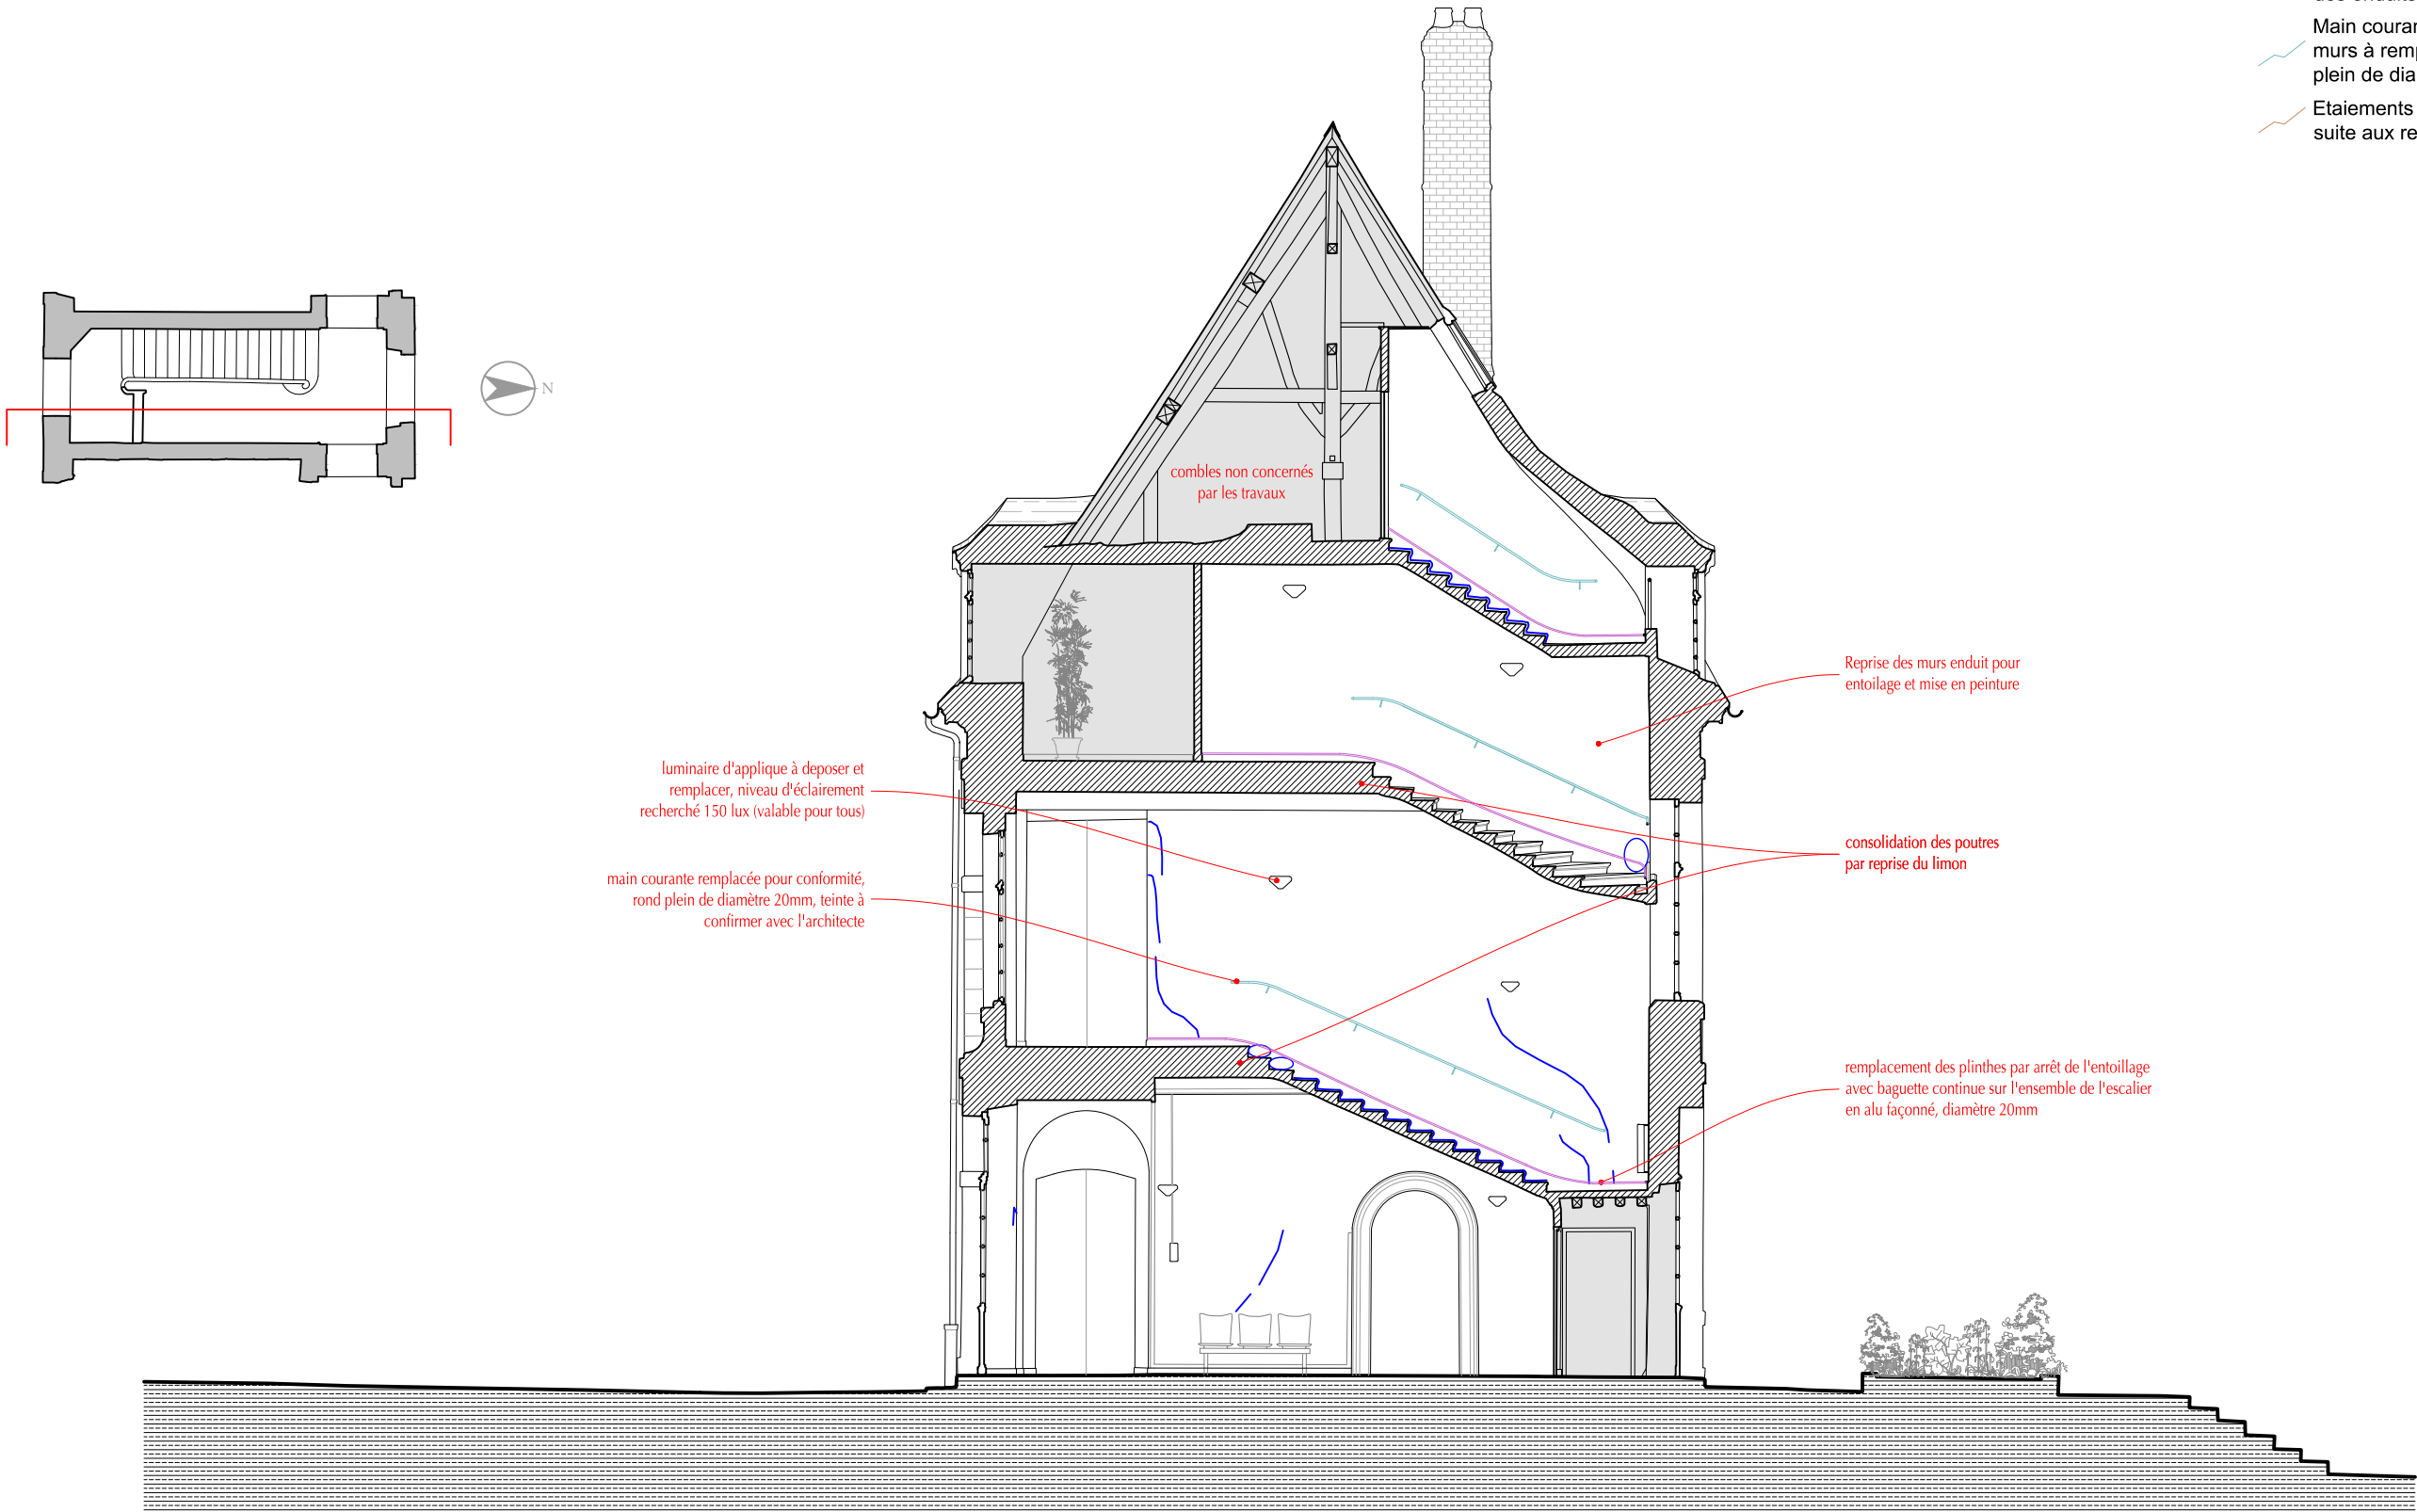 Main
murs à
plein de
Etaiements
suite aux
N
combles non concernés
par les travaux
Reprise des murs enduit pour
entoilage et mise en peinture
luminaire d'applique à deposer et
remplacer, niveau d'éclairement
recherché 150 lux (valable pour tous)
consolidation des poutres
par reprise du limon
main courante remplacée pour conformité,
rond plein de diamètre 20mm, teinte à
confirmer avec l'architecte
remplacement des plinthes par arrêt de l'entoillage
avec baguette continue sur l'ensemble de l'escalier
en alu façonné, diamètre 20mm